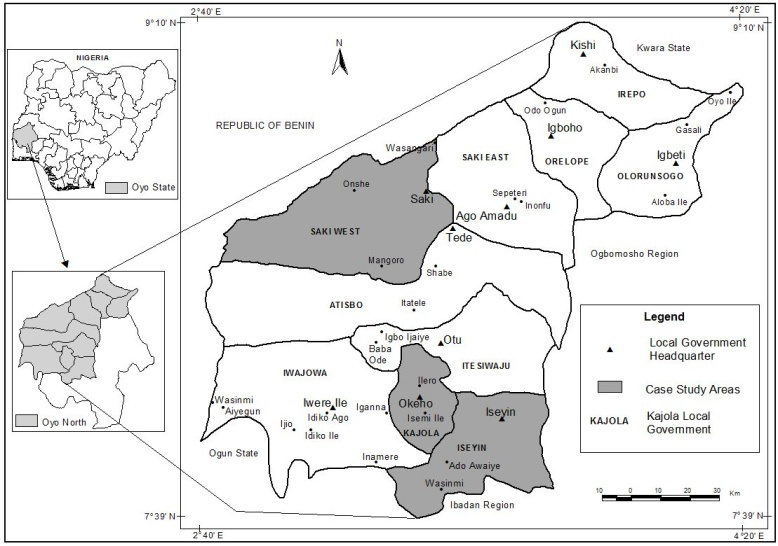 2°40' E
4°20' E
9°10' N
9°10' N
N
NIGERIA
Oyo State
REPUBLIC OF BENIN
Kwara State
Kishi
Akanbi
IREPO
Oyo Ile
Odo Ogun
Igboho
Gasali
ORELOPE
Igbeti
OLORUNSOGO
Aloba Ile
Wasangari
SAKI EAST
Onshe
Saki
Sepeteri
Inonfu
Ago Amadu
SAKI WEST
Tede
Mangoro
Shabe
Ogbomosho Region
ATISBO
Itatele
Igbo Ijaiye
Otu
Baba
Ode
ITESIWAJU
IWAJOWA
Ilero
Wasinmi
Aiyegun
Iwere Ile
Idiko Ago
Iganna
Okeho
Isemi Ile
Iseyin
Ijio
Idiko Ile
KAJOLA
ISEYIN
Ogun State
Inamere
Ado Awaiye
Wasinmi
Ibadan Region
Oyo North
Legend
Local Government
Headquarter
Case Study Areas
KAJOLA
Kajola Local
Government
10 0 10 20 30
Km
7°39' N
7°39' N
2°40' E
4°20' E